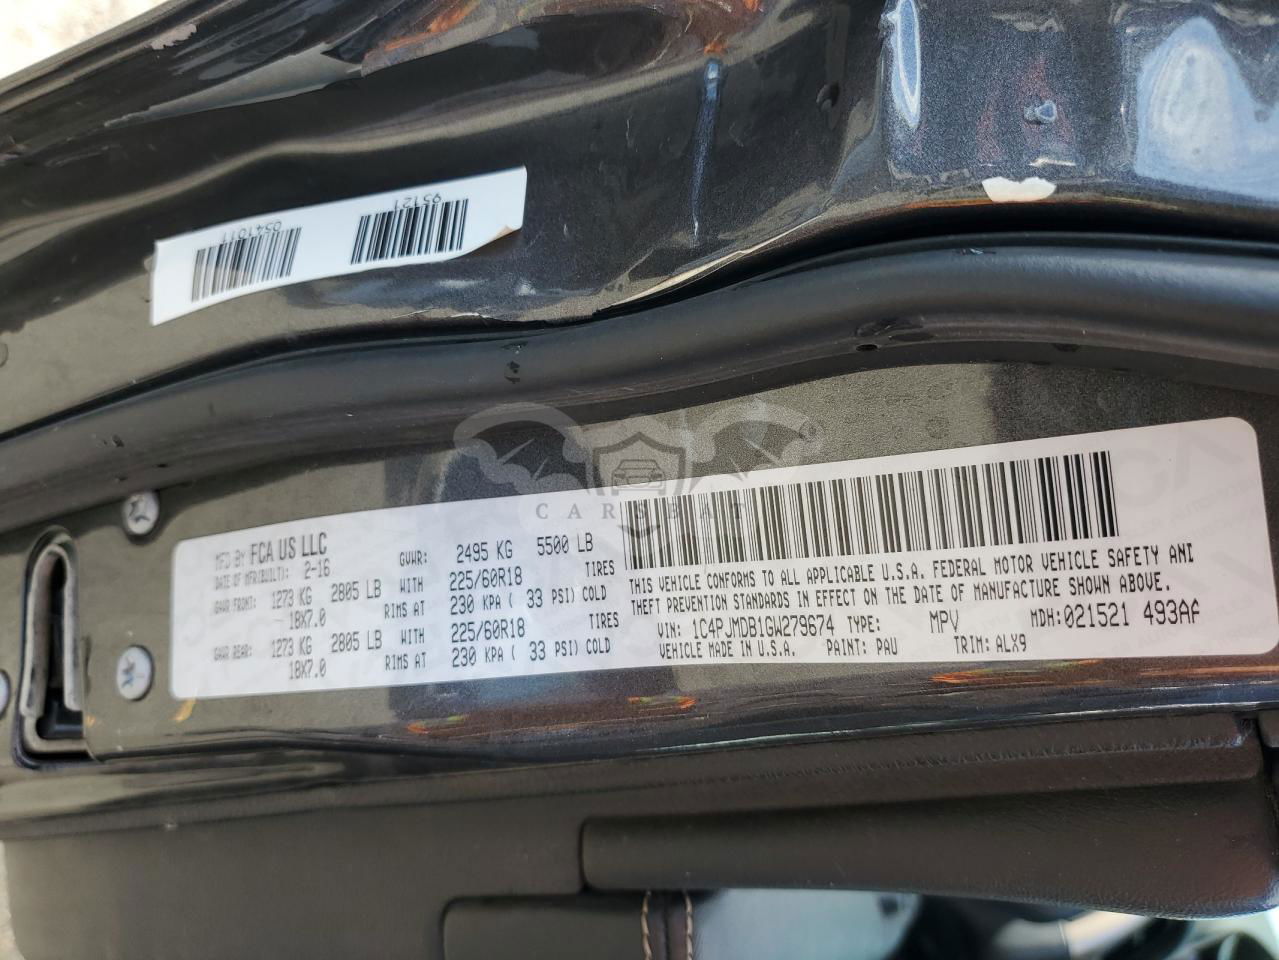 95121
0541011
CARSBAT
MFD BY FCA US LLC
DATE OF MFR(BUILT): 2-16
GVWR: 2495 KG 5500 LB
GAWR FRONT: 1273 KG 2805 LB WITH 225/60R18 TIRES
18X7.0 RIMS AT 230 KPA ( 33 PSI) COLD
GAWR REAR: 1273 KG 2805 LB WITH 225/60R18 TIRES
18X7.0 RIMS AT 230 KPA ( 33 PSI) COLD
THIS VEHICLE CONFORMS TO ALL APPLICABLE U.S.A. FEDERAL MOTOR VEHICLE SAFETY AND
THEFT PREVENTION STANDARDS IN EFFECT ON THE DATE OF MANUFACTURE SHOWN ABOVE.
VIN: 1C4PJMDB1GW279674 TYPE: MPV MDH:021521 493AA
VEHICLE MADE IN U.S.A. PAINT: PAU TRIM: ALX9